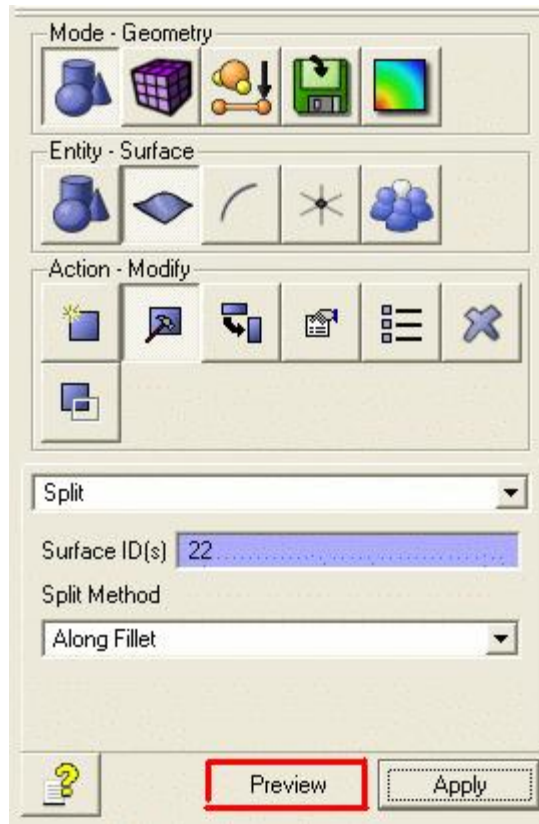 Mode - Geometry
Entity - Surface
Action - Modify
Split
Surface ID(s) 22
Split Method
Along Fillet
Preview Apply